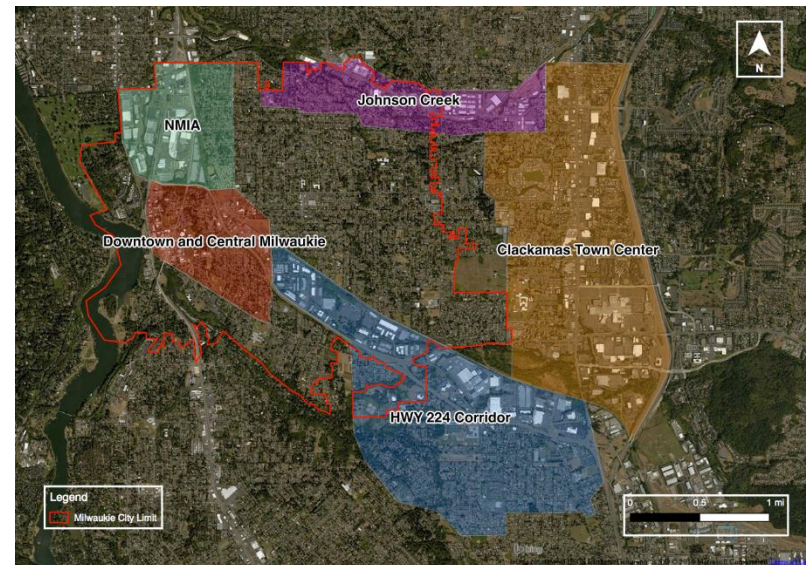 N
Johnson Creek
NMIA
Downtown and Central Milwaukie
Clackamas Town Center
HWY 224 Corridor
Legend
Milwaukie City Limit
0 0.5 1 mi